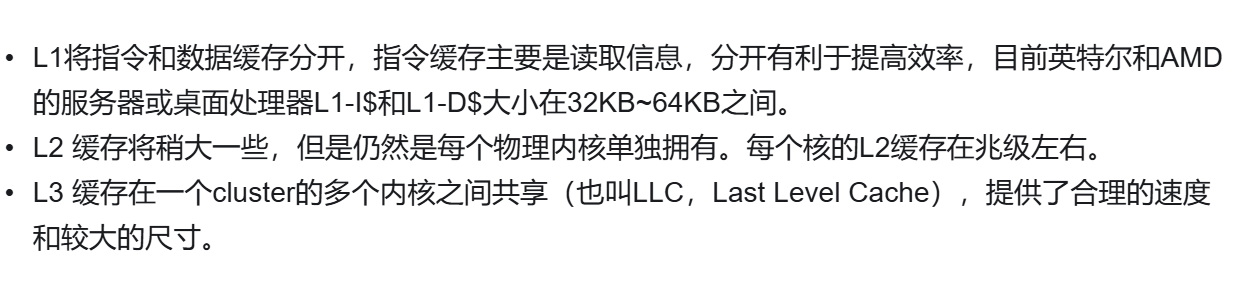 • L1将指令和数据缓存分开，指令缓存主要是读取信息，分开有利于提高效率，目前英特尔和AMD
的服务器或桌面处理器L1-I$和L1-D$大小在32KB~64KB之间。
• L2 缓存将稍大一些，但是仍然是每个物理内核单独拥有。每个核的L2缓存在兆级左右。
• L3 缓存在一个cluster的多个内核之间共享（也叫LLC，Last Level Cache），提供了合理的速度
和较大的尺寸。